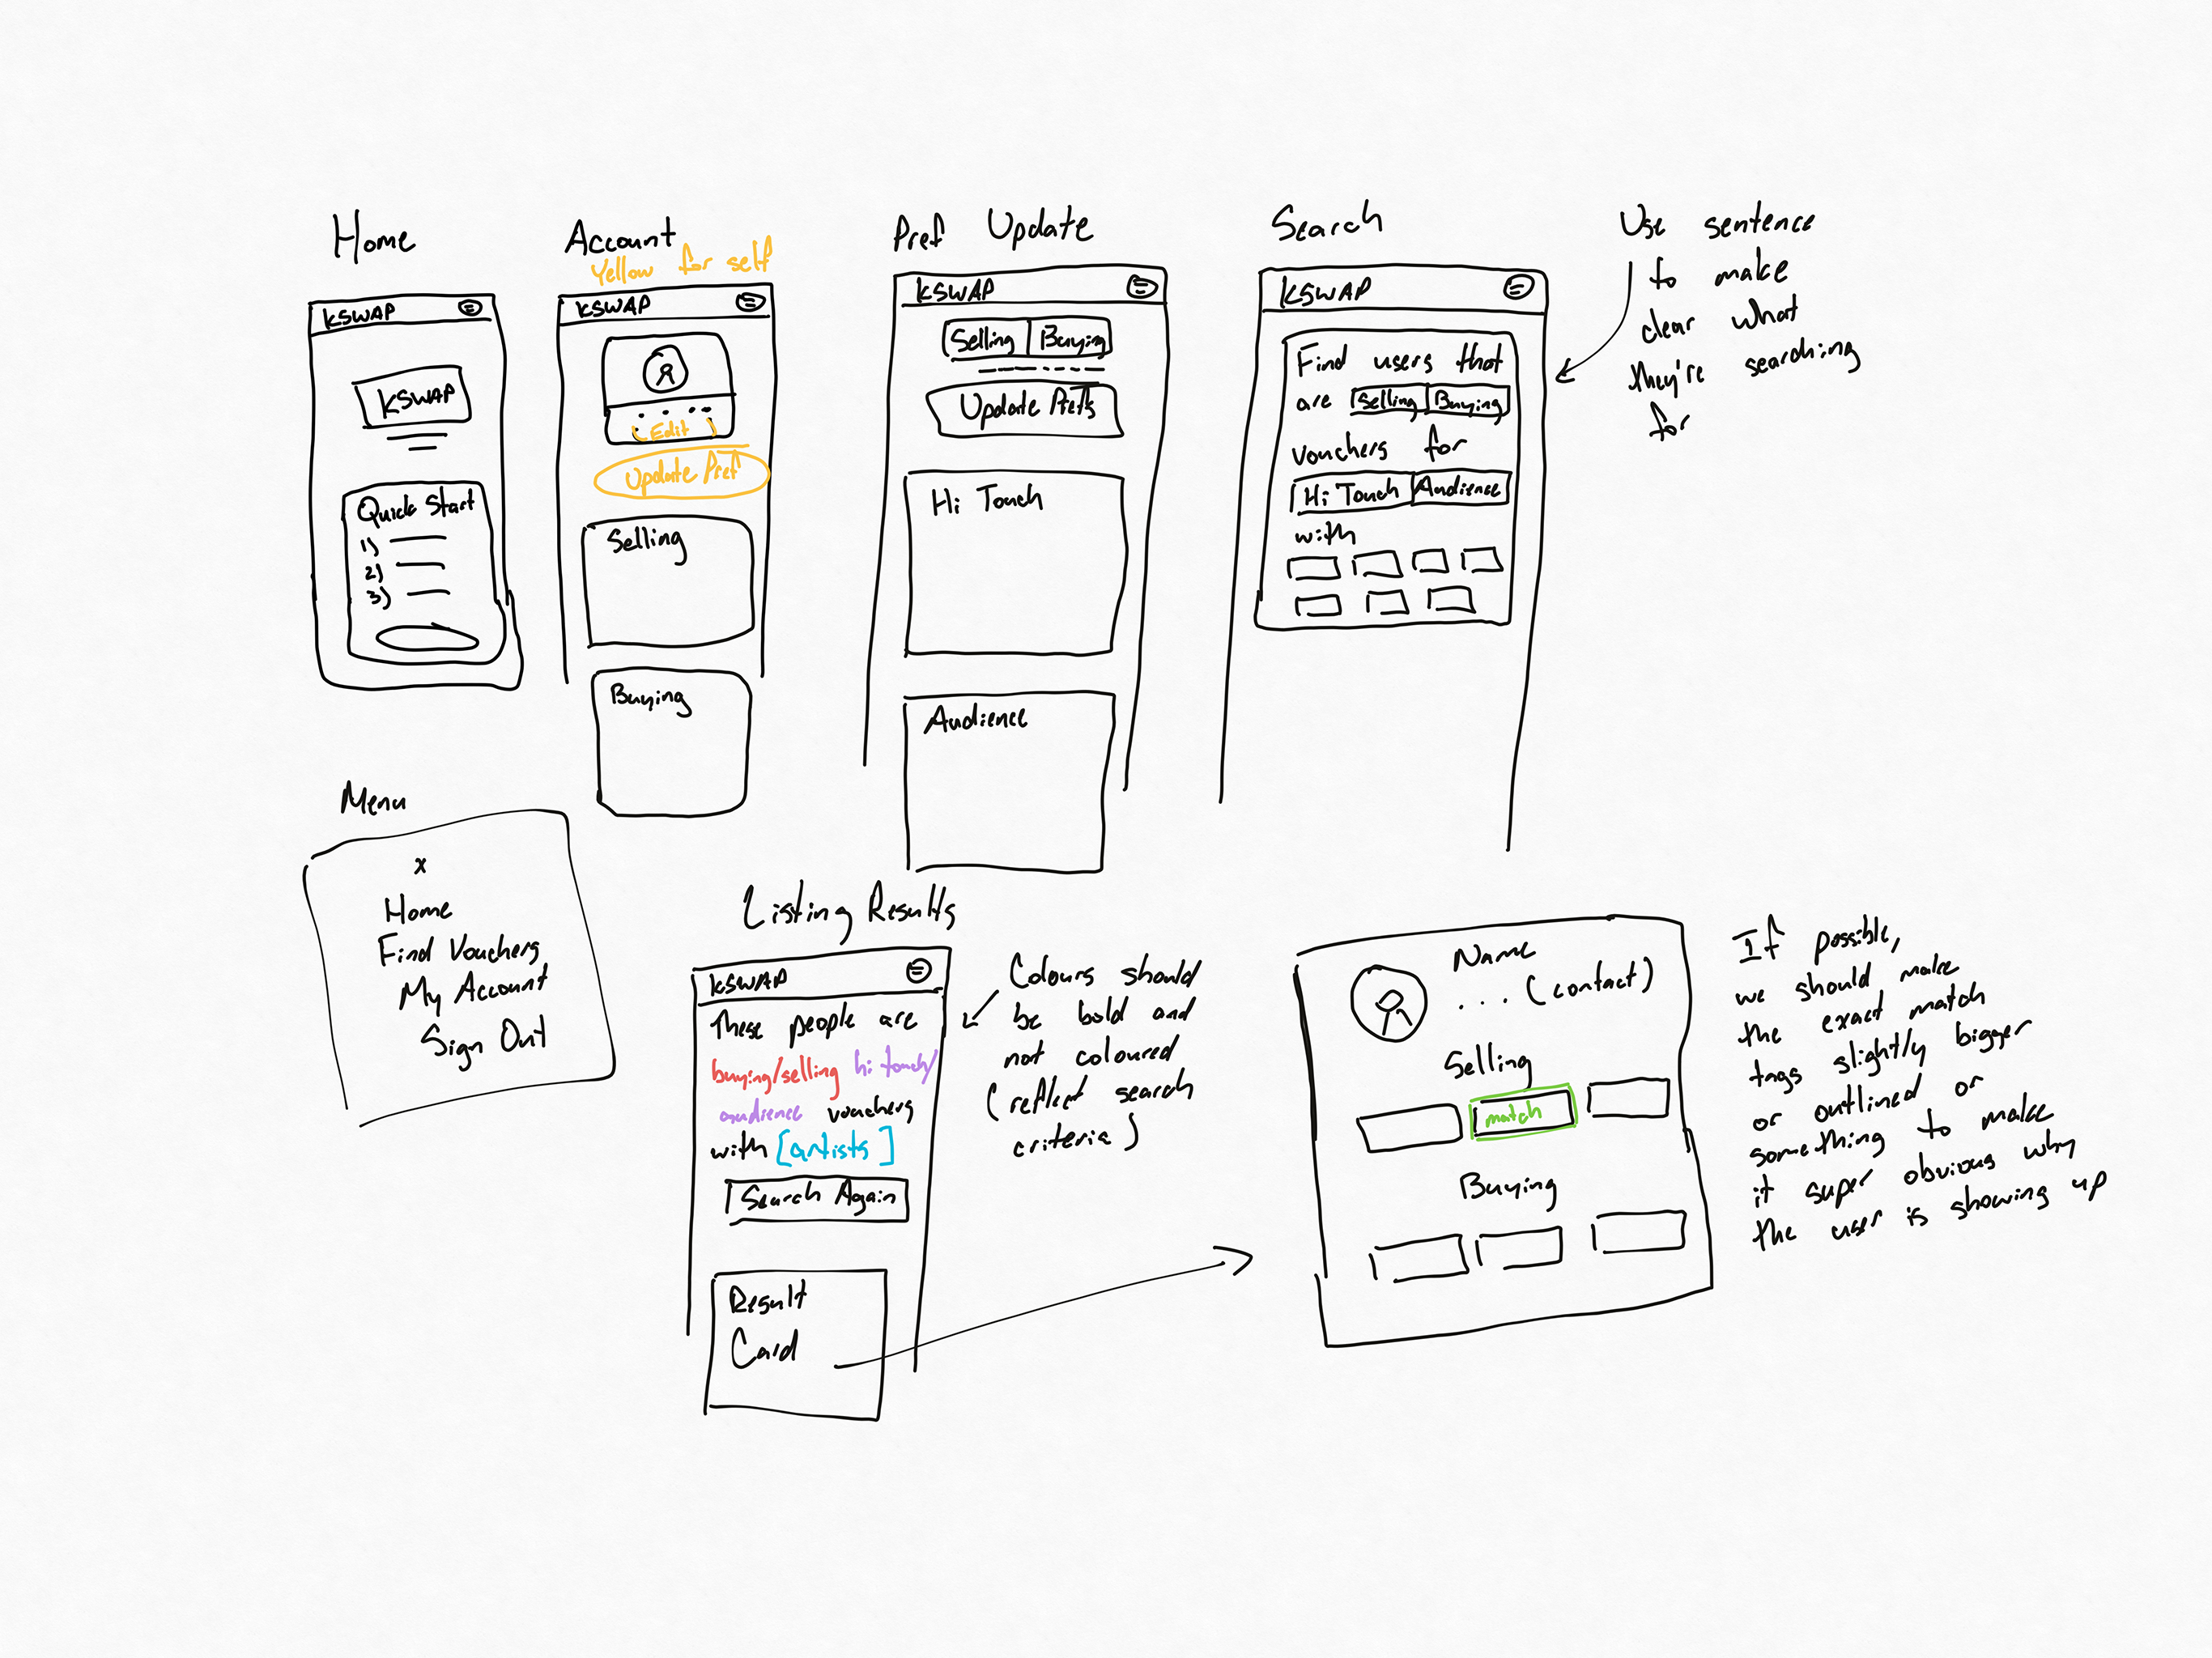 Home
KSWAP
KSWAP
Quick Start
1)
2)
3)
Account
Yellow for self
KSWAP
Edit
Update Pref
Selling
Buying
Pref Update
KSWAP
Selling Buying
Update Prefs
Hi Touch
Audience
Search
KSWAP
Find users that
are Selling Buying
vouchers for
Hi Touch Audience
with
Use sentence
to make
clear what
they're searching
for
Menu
x
Home
Find Vouchers
My Account
Sign Out
Listing Results
KSWAP
These people are
buying/selling hi touch/
audience vouchers
with [artists]
Search Again
Result
Card
Colours should
be bold and
not coloured
(reflect search
criteria)
Name
... (contact)
Selling
match
Buying
If possible,
we should make
the exact match
tags slightly bigger
or outlined or
something to make
it super obvious why
the user is showing up